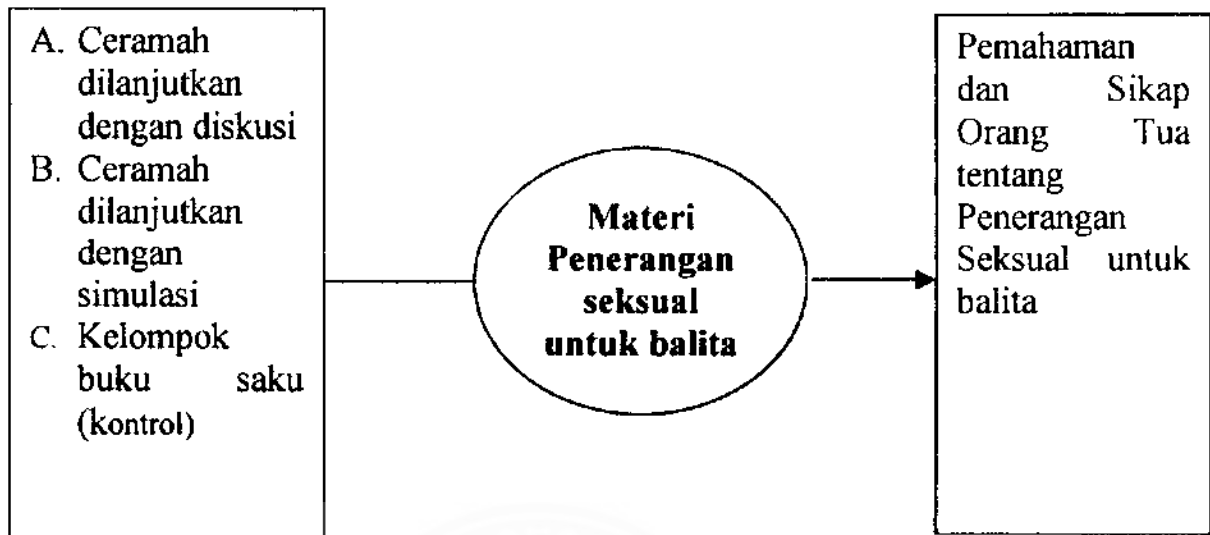 A. Ceramah
dilanjutkan
dengan diskusi
B. Ceramah
dilanjutkan
dengan
simulasi
C. Kelompok
buku saku
(kontrol)
Materi
Penerangan
seksual
untuk balita
Pemahaman
dan Sikap
Orang Tua
tentang
Penerangan
Seksual untuk
balita